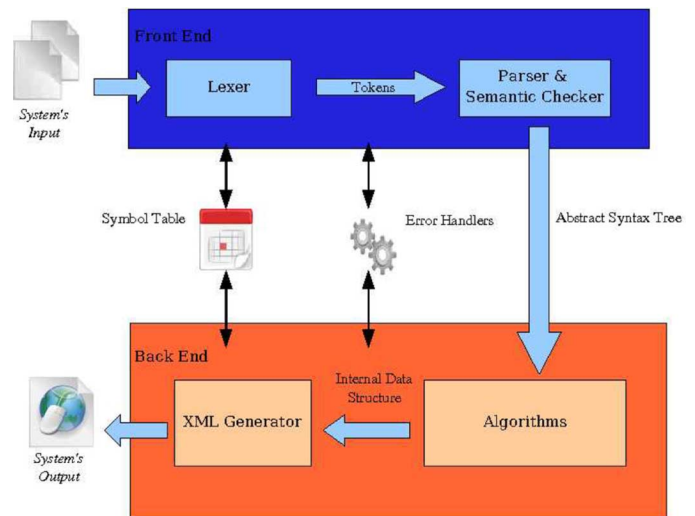 Front End
Lexer
Tokens
Parser &
Semantic Checker
System's
Input
Symbol Table
Error Handlers
Abstract Syntax Tree
Back End
Internal Data
Structure
XML Generator
Algorithms
System's
Output